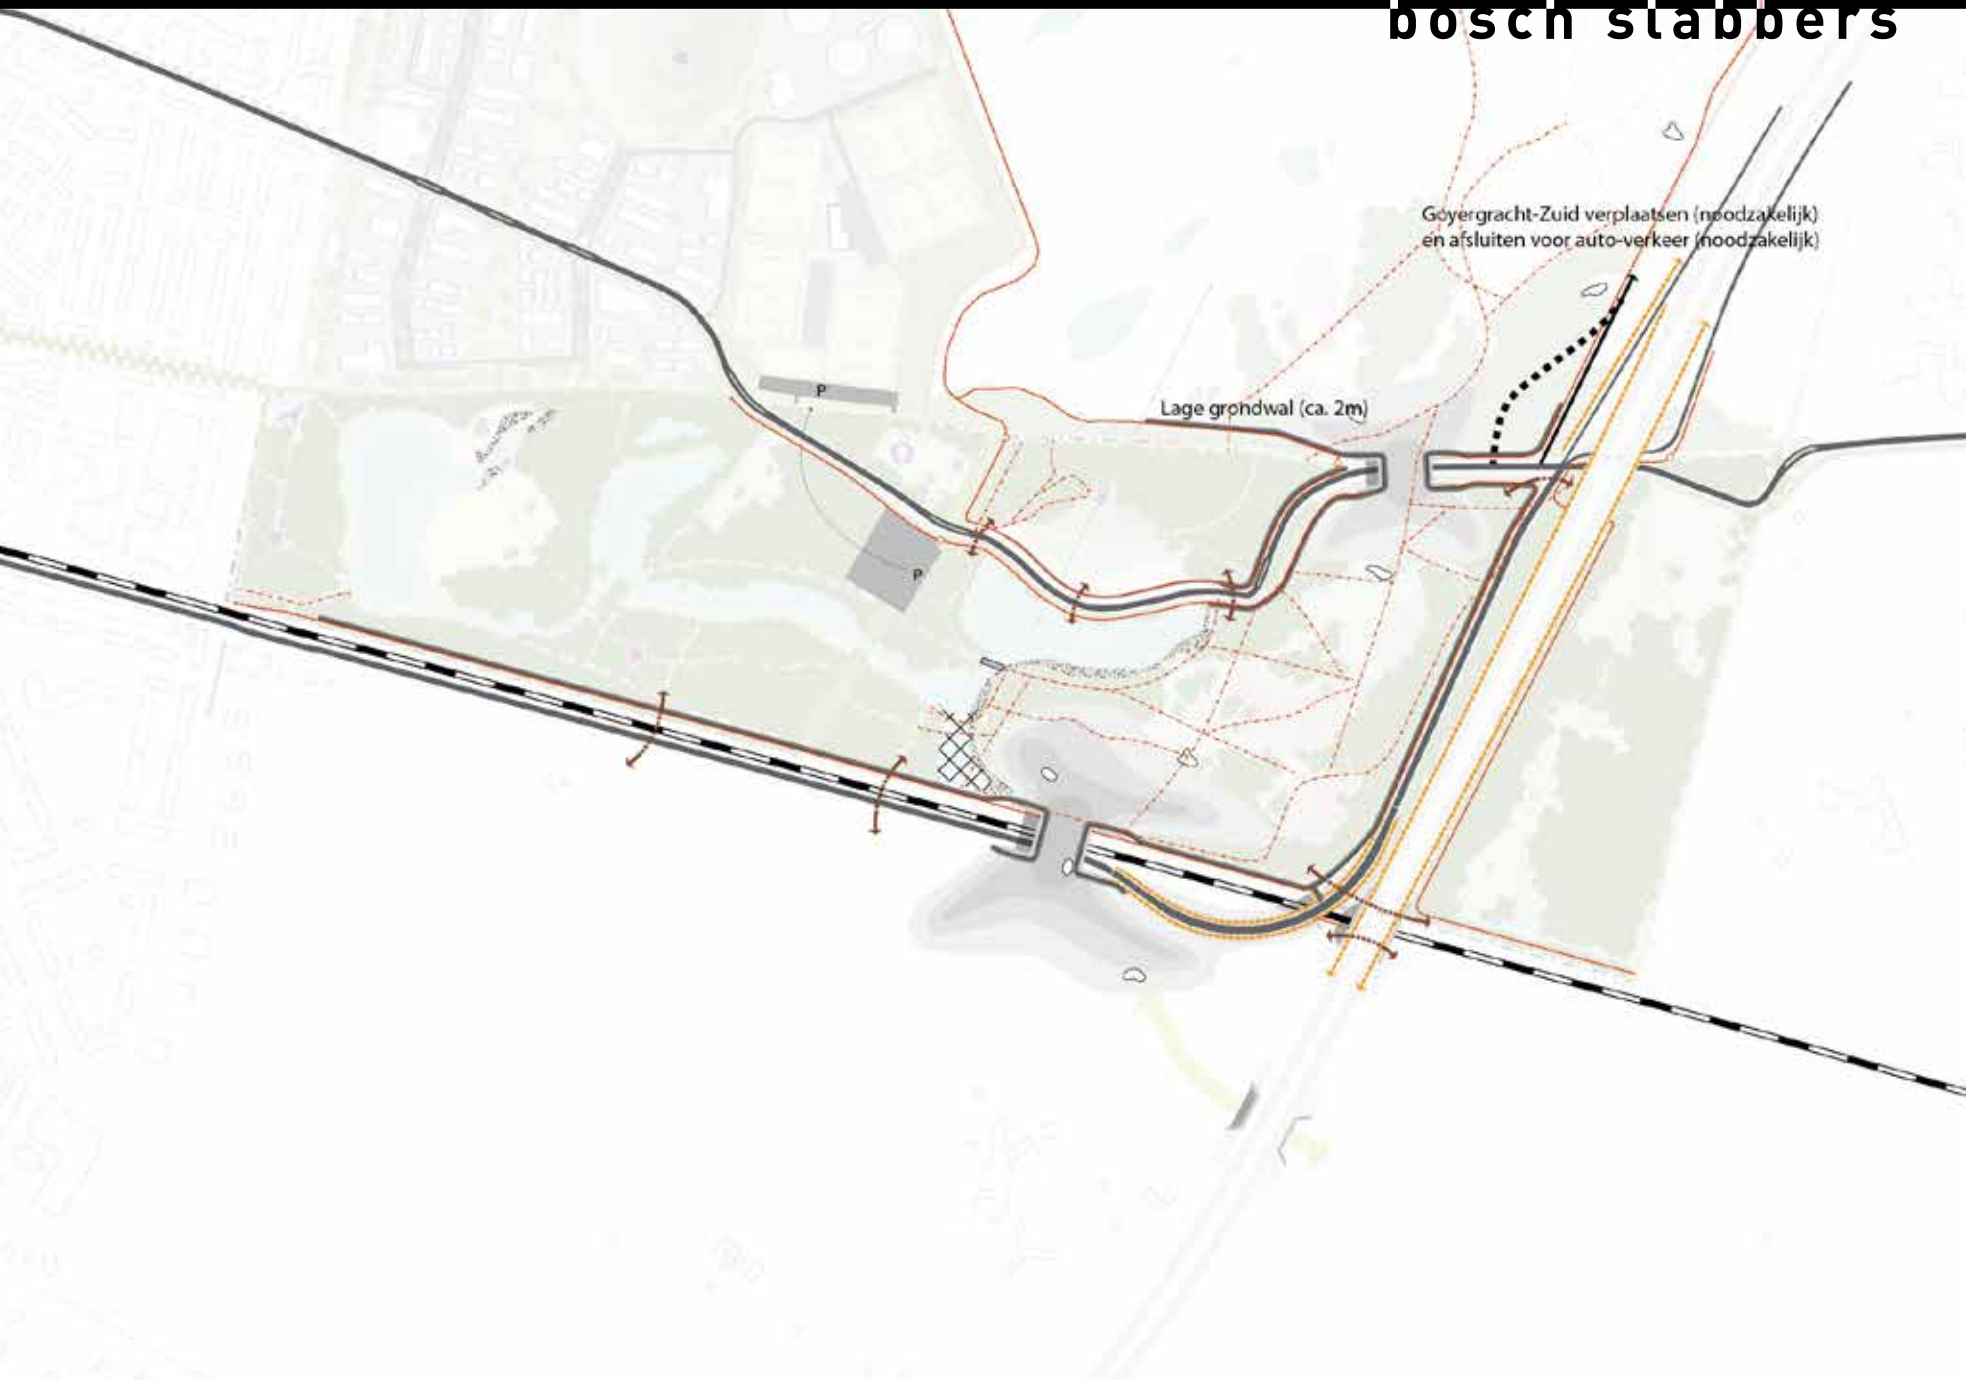 bosch slabbers
Goyergracht-Zuid verplaatsen (noodzakelijk)
en afsluiten voor auto-verkeer (noodzakelijk)
P
Lage grondwal (ca. 2m)
P